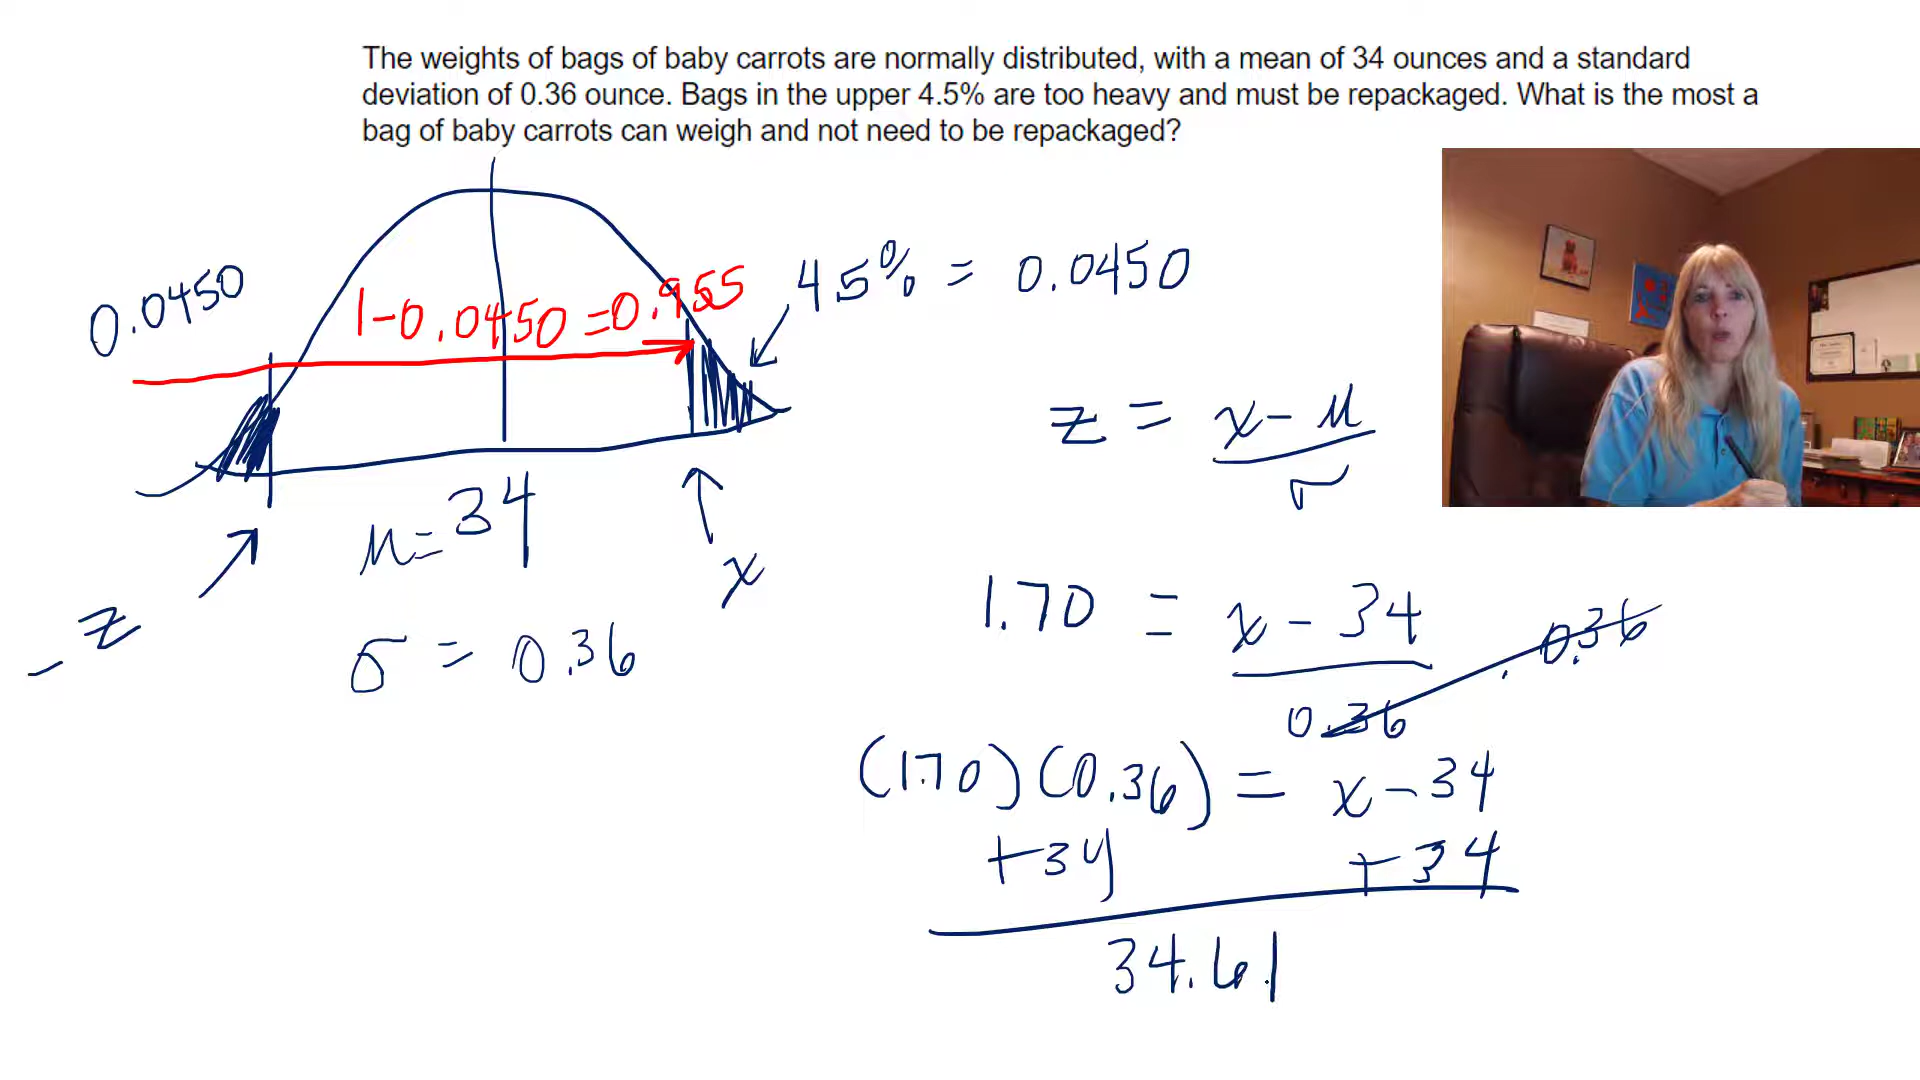 The weights of bags of baby carrots are normally distributed, with a mean of 34 ounces and a standard
deviation of 0.36 ounce. Bags in the upper 4.5% are too heavy and must be repackaged. What is the most a
bag of baby carrots can weigh and not need to be repackaged?
0.0450
1-0.0450=0.955
4.5% = 0.0450
z = x-μ
σ
μ=34
x
-z
σ = 0.36
1.70 = x - 34 . 0.36
0.36
(1.70)(0.36) = x-34
+34 +34
34.61